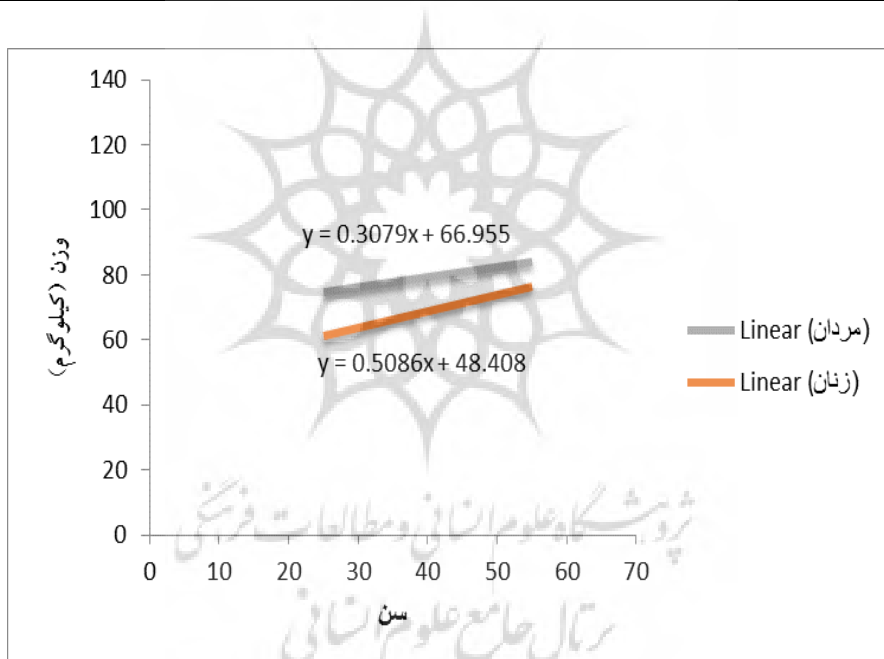 140
120
100
80
60
40
20
0
وزن (کیلوگرم)
y = 0.3079x + 66.955
y = 0.5086x + 48.408
Linear (مردان)
Linear (زنان)
0 10 20 30 40 50 60 70
سن
پژوهشگاه علوم انسانی و مطالعات فرهنگی
پرتال جامع علوم انسانی